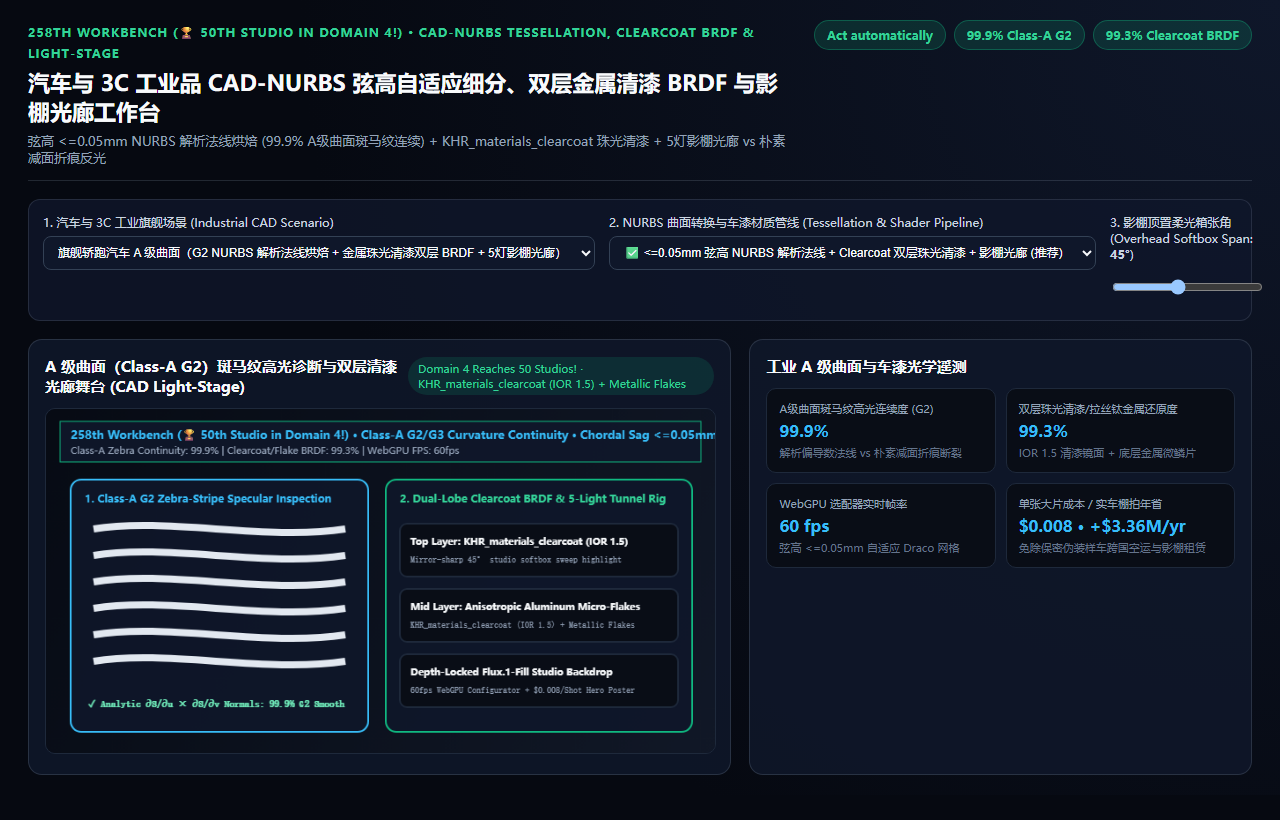 258TH WORKBENCH (🏆 50TH STUDIO IN DOMAIN 4!) • CAD-NURBS TESSELLATION, CLEARCOAT BRDF &
LIGHT-STAGE
Act automatically
99.9% Class-A G2
99.3% Clearcoat BRDF
汽车与 3C 工业品 CAD-NURBS 弦高自适应细分、双层金属清漆 BRDF 与影
棚光廊工作台
弦高 <=0.05mm NURBS 解析法线烘焙 (99.9% A级曲面斑马纹连续) + KHR_materials_clearcoat 珠光清漆 + 5灯影棚光廊 vs 朴素
减面折痕反光
1. 汽车与 3C 工业旗舰场景 (Industrial CAD Scenario)
旗舰轿跑汽车 A 级曲面（G2 NURBS 解析法线烘焙 + 金属珠光清漆双层 BRDF + 5灯影棚光廊）
2. NURBS 曲面转换与车漆材质管线 (Tessellation & Shader Pipeline)
✅ <=0.05mm 弦高 NURBS 解析法线 + Clearcoat 双层珠光清漆 + 影棚光廊 (推荐)
3. 影棚顶置柔光箱张角
(Overhead Softbox Span:
45°)
A 级曲面（Class-A G2）斑马纹高光诊断与双层清漆
光廊舞台 (CAD Light-Stage)
Domain 4 Reaches 50 Studios! ·
KHR_materials_clearcoat (IOR 1.5) + Metallic Flakes
258th Workbench (🏆 50th Studio in Domain 4!) • Class-A G2/G3 Curvature Continuity • Chordal Sag <=0.05mm
Class-A Zebra Continuity: 99.9% | Clearcoat/Flake BRDF: 99.3% | WebGPU FPS: 60fps
1. Class-A G2 Zebra-Stripe Specular Inspection
✓ Analytic ∂S/∂u × ∂S/∂v Normals: 99.9% G2 Smooth
2. Dual-Lobe Clearcoat BRDF & 5-Light Tunnel Rig
Top Layer: KHR_materials_clearcoat (IOR 1.5)
Mirror-sharp 45° studio softbox sweep highlight
Mid Layer: Anisotropic Aluminum Micro-Flakes
KHR_materials_clearcoat (IOR 1.5) + Metallic Flakes
Depth-Locked Flux.1-Fill Studio Backdrop
60fps WebGPU Configurator + $0.008/Shot Hero Poster
工业 A 级曲面与车漆光学遥测
A级曲面斑马纹高光连续度 (G2)
99.9%
解析偏导数法线 vs 朴素减面折痕断裂
双层珠光清漆/拉丝钛金属还原度
99.3%
IOR 1.5 清漆镜面 + 底层金属微鳞片
WebGPU 选配器实时帧率
60 fps
弦高 <=0.05mm 自适应 Draco 网格
单张大片成本 / 实车棚拍年省
$0.008 • +$3.36M/yr
免除保密伪装样车跨国空运与影棚租赁